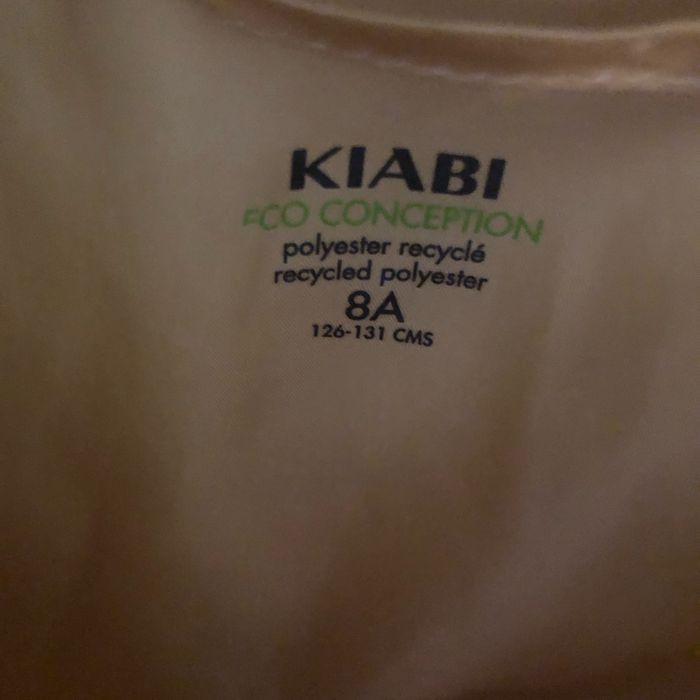 KIABI
ECO CONCEPTION
polyester recyclé
recycled polyester
8A
126-131 CMS